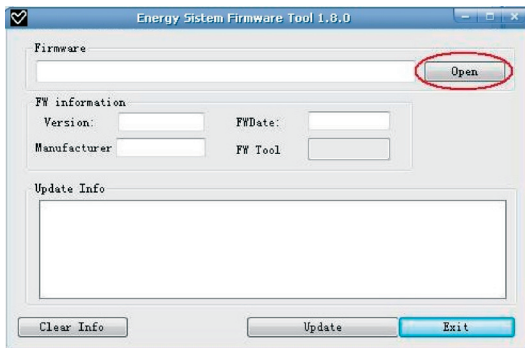 Energy Sistem Firmware Tool 1.8.0
Firmware
Open
FW information
Version:
FWDate:
Manufacturer
FW Tool
Update Info
Clear Info
Update
Exit